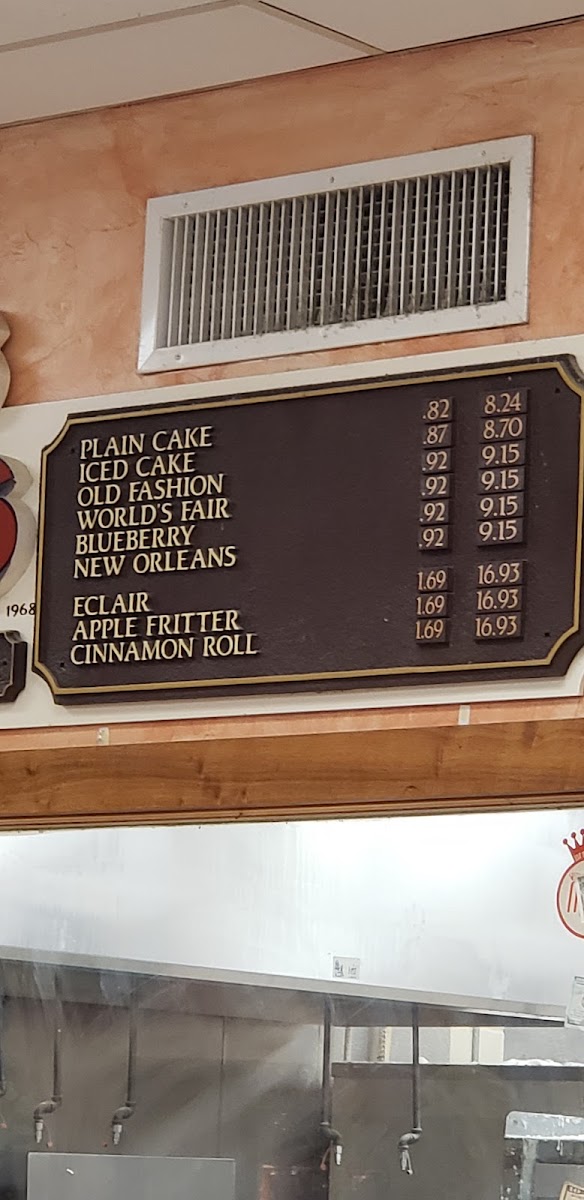 PLAIN CAKE .82 8.24
ICED CAKE .87 8.70
OLD FASHION .92 9.15
WORLD'S FAIR .92 9.15
BLUEBERRY .92 9.15
NEW ORLEANS .92 9.15
ECLAIR 1.69 16.93
APPLE FRITTER 1.69 16.93
CINNAMON ROLL 1.69 16.93
1968